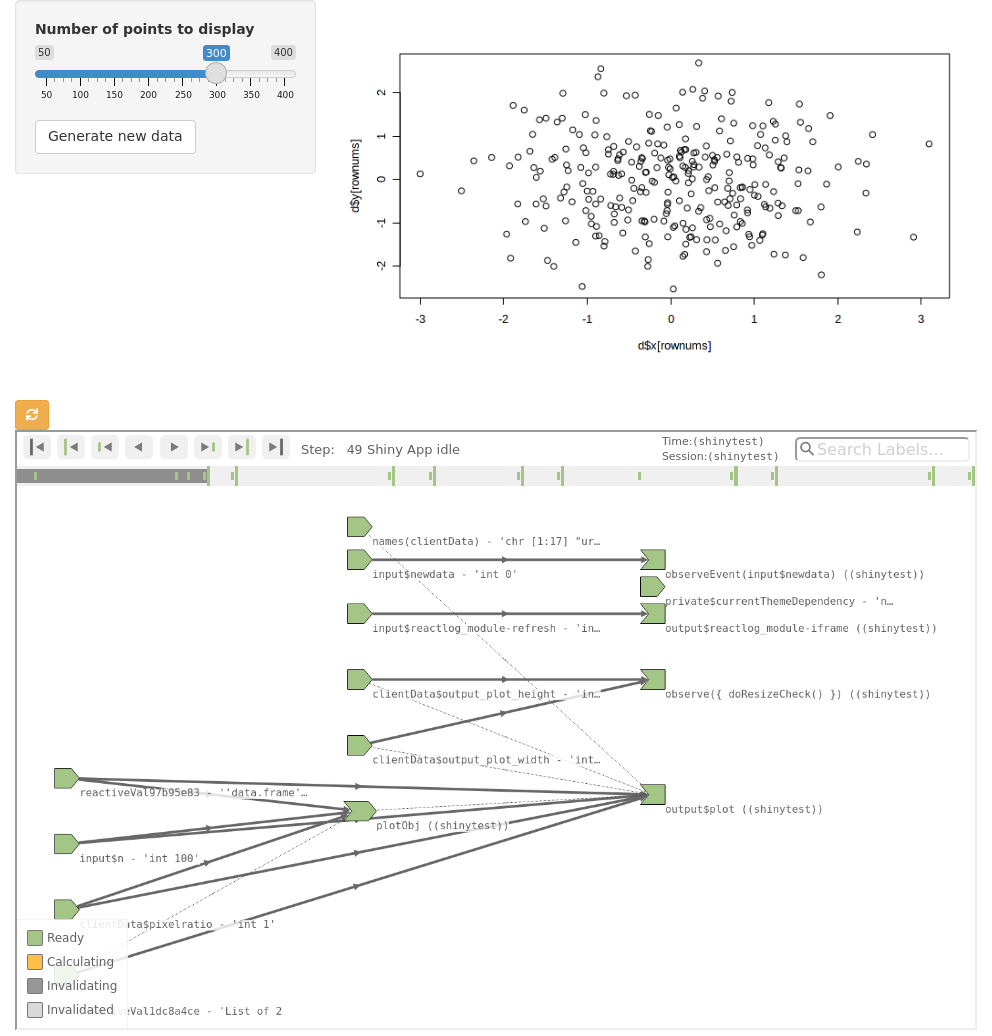 Number of points to display
50 300 400
50 100 150 200 250 300 350 400
Generate new data
2
1
0
-1
-2
d$y[rownums]
-3 -2 -1 0 1 2 3
d$x[rownums]
Step: 49 Shiny App idle
Time:(shinytest)
Session:(shinytest)
Search Labels…
names(clientData) - 'chr [1:17] "ur…
input$newdata - 'int 0'
observeEvent(input$newdata) ((shinytest))
private$currentThemeDependency - 'n…
input$reactlog_module-refresh - 'in…
output$reactlog_module-iframe ((shinytest))
clientData$output_plot_height - 'in…
observe({ doResizeCheck() }) ((shinytest))
clientData$output_plot_width - 'int…
reactiveVal97b95e83 - ''data.frame'…
output$plot ((shinytest))
plotObj ((shinytest))
input$n - 'int 100'
clientData$pixelratio - 'int 1'
Ready
Calculating
Invalidating
Invalidated
veVal1dc8a4ce - 'List of 2